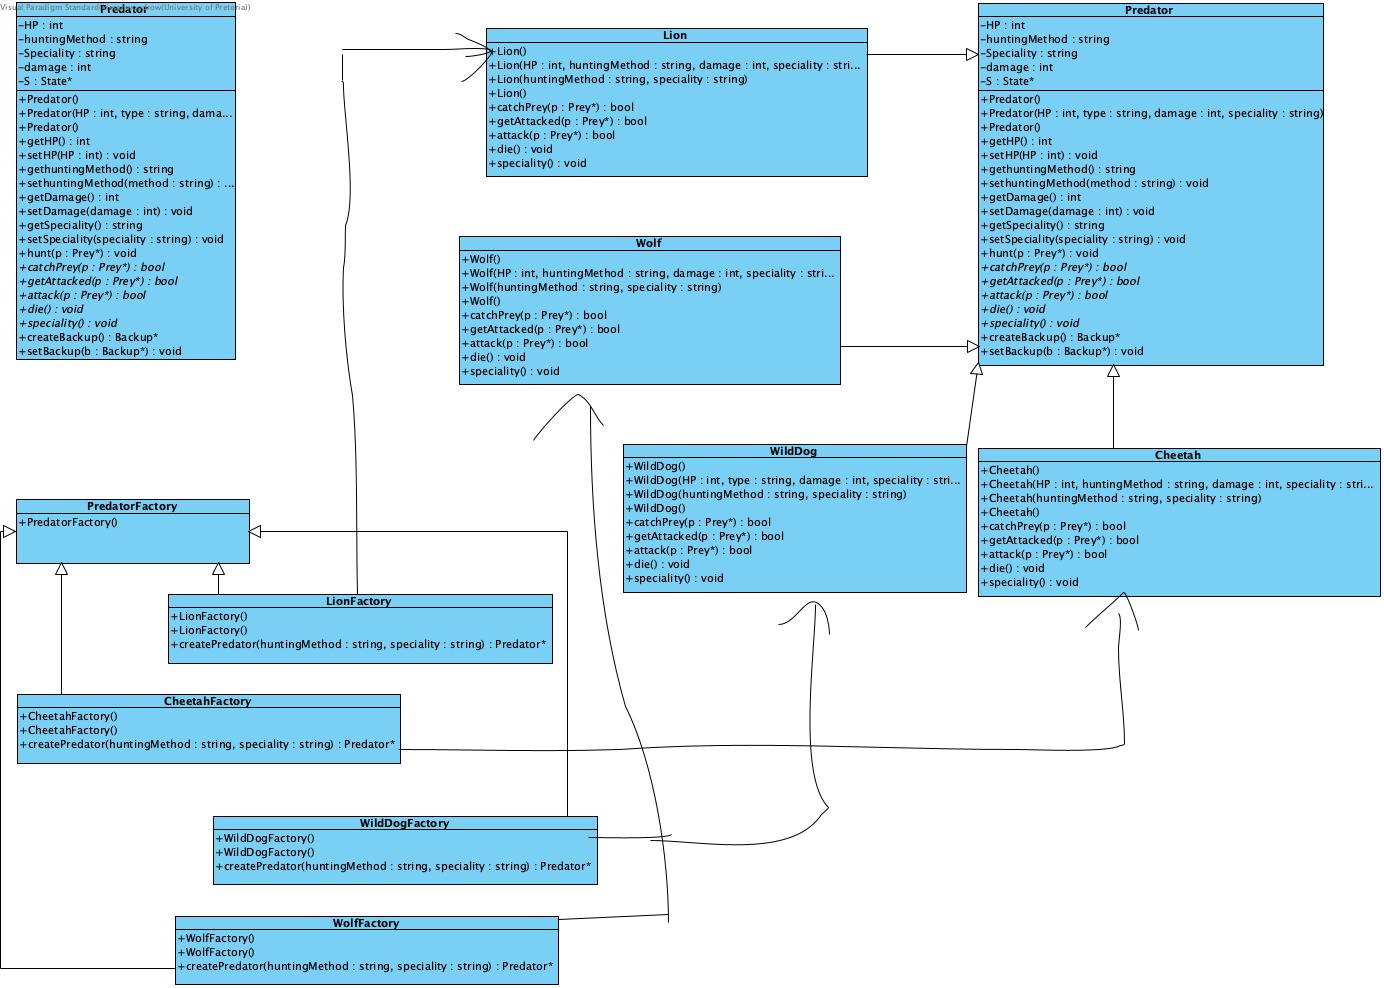 Visual Paradigm Standard
row(University of Pretoria))
Predator
-HP : int
-huntingMethod : string
-Speciality : string
-damage : int
-S : State*
+Predator()
+Predator(HP : int, type : string, dama...
+Predator()
+getHP() : int
+setHP(HP : int) : void
+gethuntingMethod() : string
+sethuntingMethod(method : string) : ...
+getDamage() : int
+setDamage(damage : int) : void
+getSpeciality() : string
+setSpeciality(speciality : string) : void
+hunt(p : Prey*) : void
+catchPrey(p : Prey*) : bool
+getAttacked(p : Prey*) : bool
+attack(p : Prey*) : bool
+die() : void
+speciality() : void
+createBackup() : Backup*
+setBackup(b : Backup*) : void
Lion
+Lion()
+Lion(HP : int, huntingMethod : string, damage : int, speciality : stri...
+Lion(huntingMethod : string, speciality : string)
+Lion()
+catchPrey(p : Prey*) : bool
+getAttacked(p : Prey*) : bool
+attack(p : Prey*) : bool
+die() : void
+speciality() : void
Predator
-HP : int
-huntingMethod : string
-Speciality : string
-damage : int
-S : State*
+Predator()
+Predator(HP : int, type : string, damage : int, speciality : string)
+Predator()
+getHP() : int
+setHP(HP : int) : void
+gethuntingMethod() : string
+sethuntingMethod(method : string) : void
+getDamage() : int
+setDamage(damage : int) : void
+getSpeciality() : string
+setSpeciality(speciality : string) : void
+hunt(p : Prey*) : void
+catchPrey(p : Prey*) : bool
+getAttacked(p : Prey*) : bool
+attack(p : Prey*) : bool
+die() : void
+speciality() : void
+createBackup() : Backup*
+setBackup(b : Backup*) : void
Wolf
+Wolf()
+Wolf(HP : int, huntingMethod : string, damage : int, speciality : stri...
+Wolf(huntingMethod : string, speciality : string)
+Wolf()
+catchPrey(p : Prey*) : bool
+getAttacked(p : Prey*) : bool
+attack(p : Prey*) : bool
+die() : void
+speciality() : void
WildDog
+WildDog()
+WildDog(HP : int, type : string, damage : int, speciality : stri...
+WildDog(huntingMethod : string, speciality : string)
+WildDog()
+catchPrey(p : Prey*) : bool
+getAttacked(p : Prey*) : bool
+attack(p : Prey*) : bool
+die() : void
+speciality() : void
Cheetah
+Cheetah()
+Cheetah(HP : int, huntingMethod : string, damage : int, speciality : stri...
+Cheetah(huntingMethod : string, speciality : string)
+Cheetah()
+catchPrey(p : Prey*) : bool
+getAttacked(p : Prey*) : bool
+attack(p : Prey*) : bool
+die() : void
+speciality() : void
PredatorFactory
+PredatorFactory()
LionFactory
+LionFactory()
+LionFactory()
+createPredator(huntingMethod : string, speciality : string) : Predator*
CheetahFactory
+CheetahFactory()
+CheetahFactory()
+createPredator(huntingMethod : string, speciality : string) : Predator*
WildDogFactory
+WildDogFactory()
+WildDogFactory()
+createPredator(huntingMethod : string, speciality : string) : Predator*
WolfFactory
+WolfFactory()
+WolfFactory()
+createPredator(huntingMethod : string, speciality : string) : Predator*